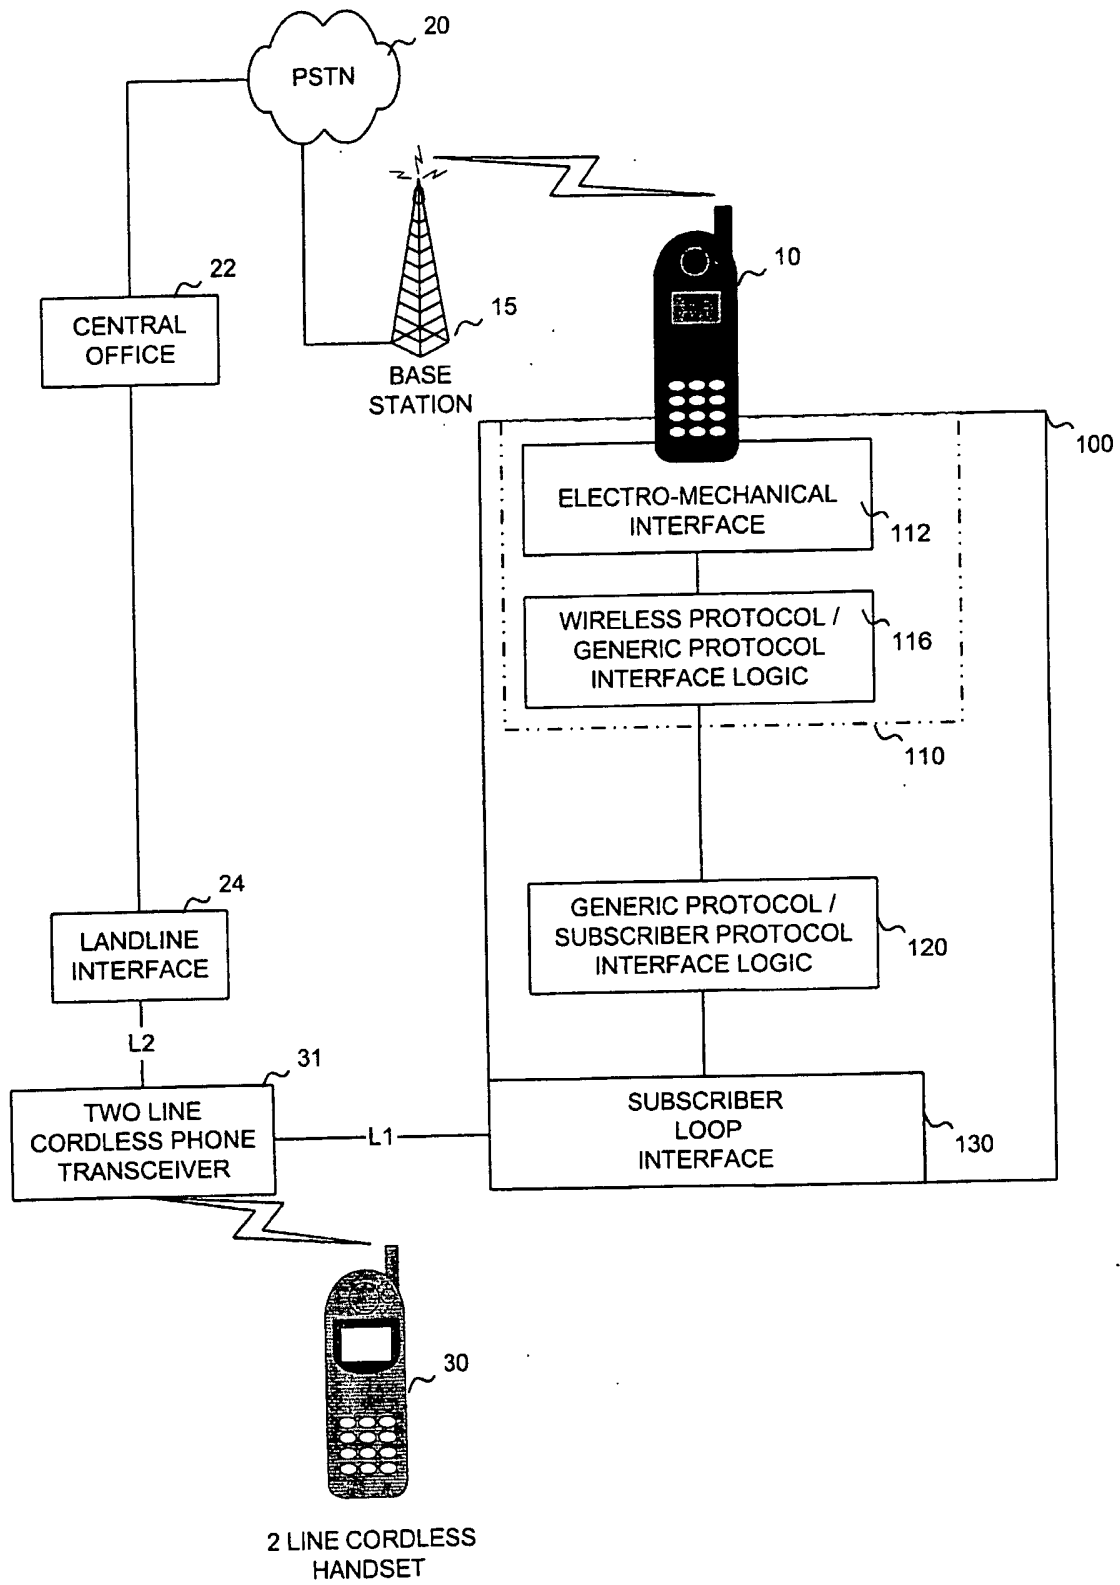 20
PSTN
10
22
CENTRAL
OFFICE
15
BASE
STATION
100
ELECTRO-MECHANICAL
INTERFACE
112
WIRELESS PROTOCOL /
GENERIC PROTOCOL
INTERFACE LOGIC
116
110
24
LANDLINE
INTERFACE
GENERIC PROTOCOL /
SUBSCRIBER PROTOCOL
INTERFACE LOGIC
120
L2
31
TWO LINE
CORDLESS PHONE
TRANSCEIVER
L1
SUBSCRIBER
LOOP
INTERFACE
130
30
2 LINE CORDLESS
HANDSET